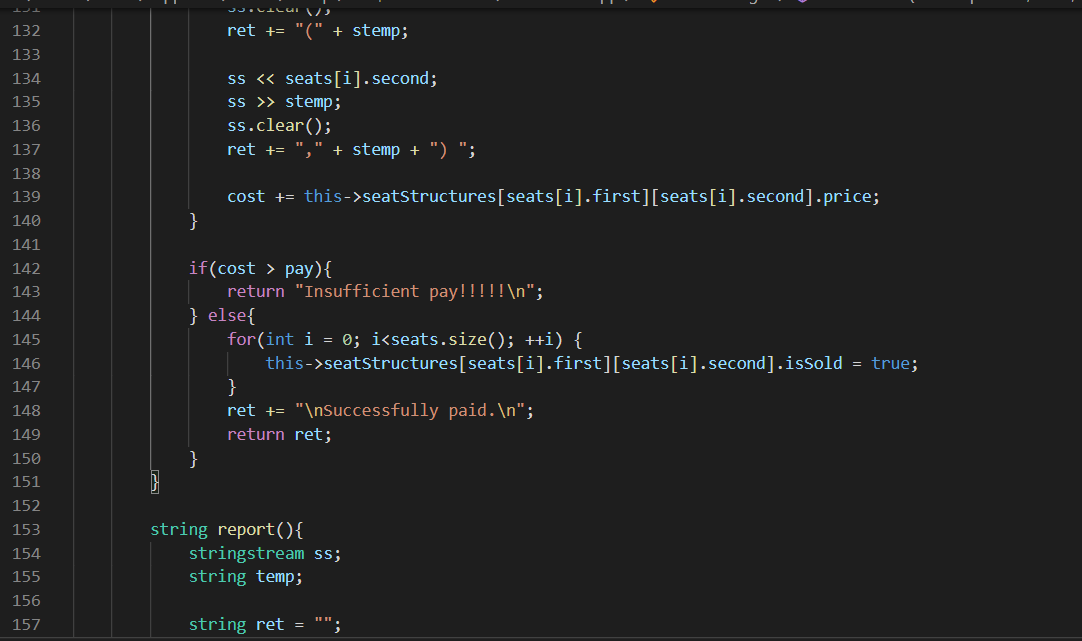 131 ss.clear();
132 ret += "(" + stemp;
133
134 ss << seats[i].second;
135 ss >> stemp;
136 ss.clear();
137 ret += "," + stemp + ") ";
138
139 cost += this->seatStructures[seats[i].first][seats[i].second].price;
140 }
141
142 if(cost > pay){
143 return "Insufficient pay!!!!!\n";
144 } else{
145 for(int i = 0; i<seats.size(); ++i) {
146 this->seatStructures[seats[i].first][seats[i].second].isSold = true;
147 }
148 ret += "\nSuccessfully paid.\n";
149 return ret;
150 }
151 }
152
153 string report(){
154 stringstream ss;
155 string temp;
156
157 string ret = "";